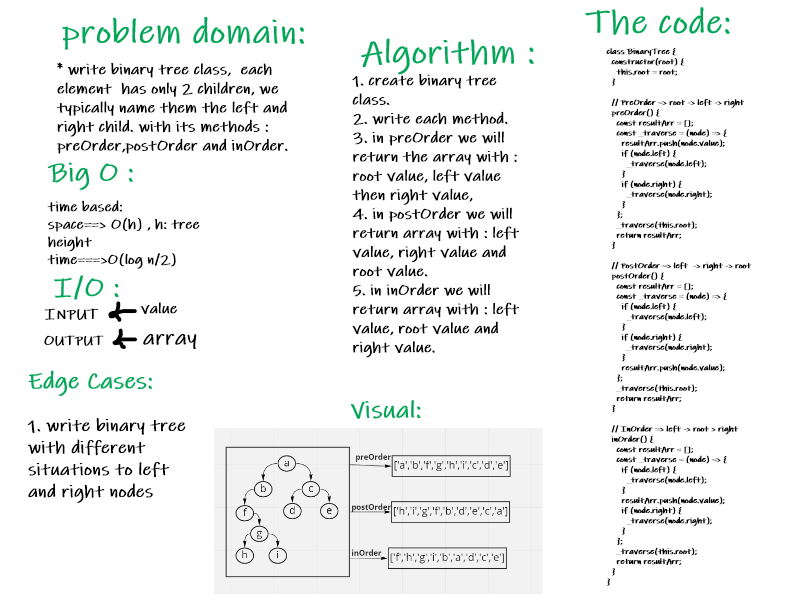 problem domain:
* write binary tree class,  each
element  has only 2 children, we
typically name them the left and
right child. with its methods :
preOrder,postOrder and inOrder.
Big O :
time based:
space==> O(h) , h: tree
height
time===>O(log n/2)
I/O :
INPUT value
OUTPUT array
Edge Cases:
1. write binary tree
with different
situations to left
and right nodes
Algorithm :
1. create binary tree
class.
2. write each method.
3. in preOrder we will
return the array with :
root value, left value
then right value,
4. in postOrder we will
return array with : left
value, right value and
root value.
5. in inOrder we will
return array with : left
value, root value and
right value.
Visual:
a
b
c
f
d
e
g
h
i
preOrder
['a','b','f','g','h','i','c','d','e']
postOrder
['h','i','g','f','b','d','e','c','a']
inOrder
['f','h','g','i','b','a','d','c','e']
The code:
class BinaryTree {
constructor(root) {
this.root = root;
}
// PreOrder -> root -> left -> right
preOrder() {
const resultArr = [];
const _traverse = (node) => {
resultArr.push(node.value);
if (node.left) {
_traverse(node.left);
}
if (node.right) {
_traverse(node.right);
}
};
_traverse(this.root);
return resultArr;
}
// PostOrder -> left -> right -> root
postOrder() {
const resultArr = [];
const _traverse = (node) => {
if (node.left) {
_traverse(node.left);
}
if (node.right) {
_traverse(node.right);
}
resultArr.push(node.value);
};
_traverse(this.root);
return resultArr;
}
// InOrder -> left -> root > right
inOrder() {
const resultArr = [];
const _traverse = (node) => {
if (node.left) {
_traverse(node.left);
}
resultArr.push(node.value);
if (node.right) {
_traverse(node.right);
}
};
_traverse(this.root);
return resultArr;
}
}